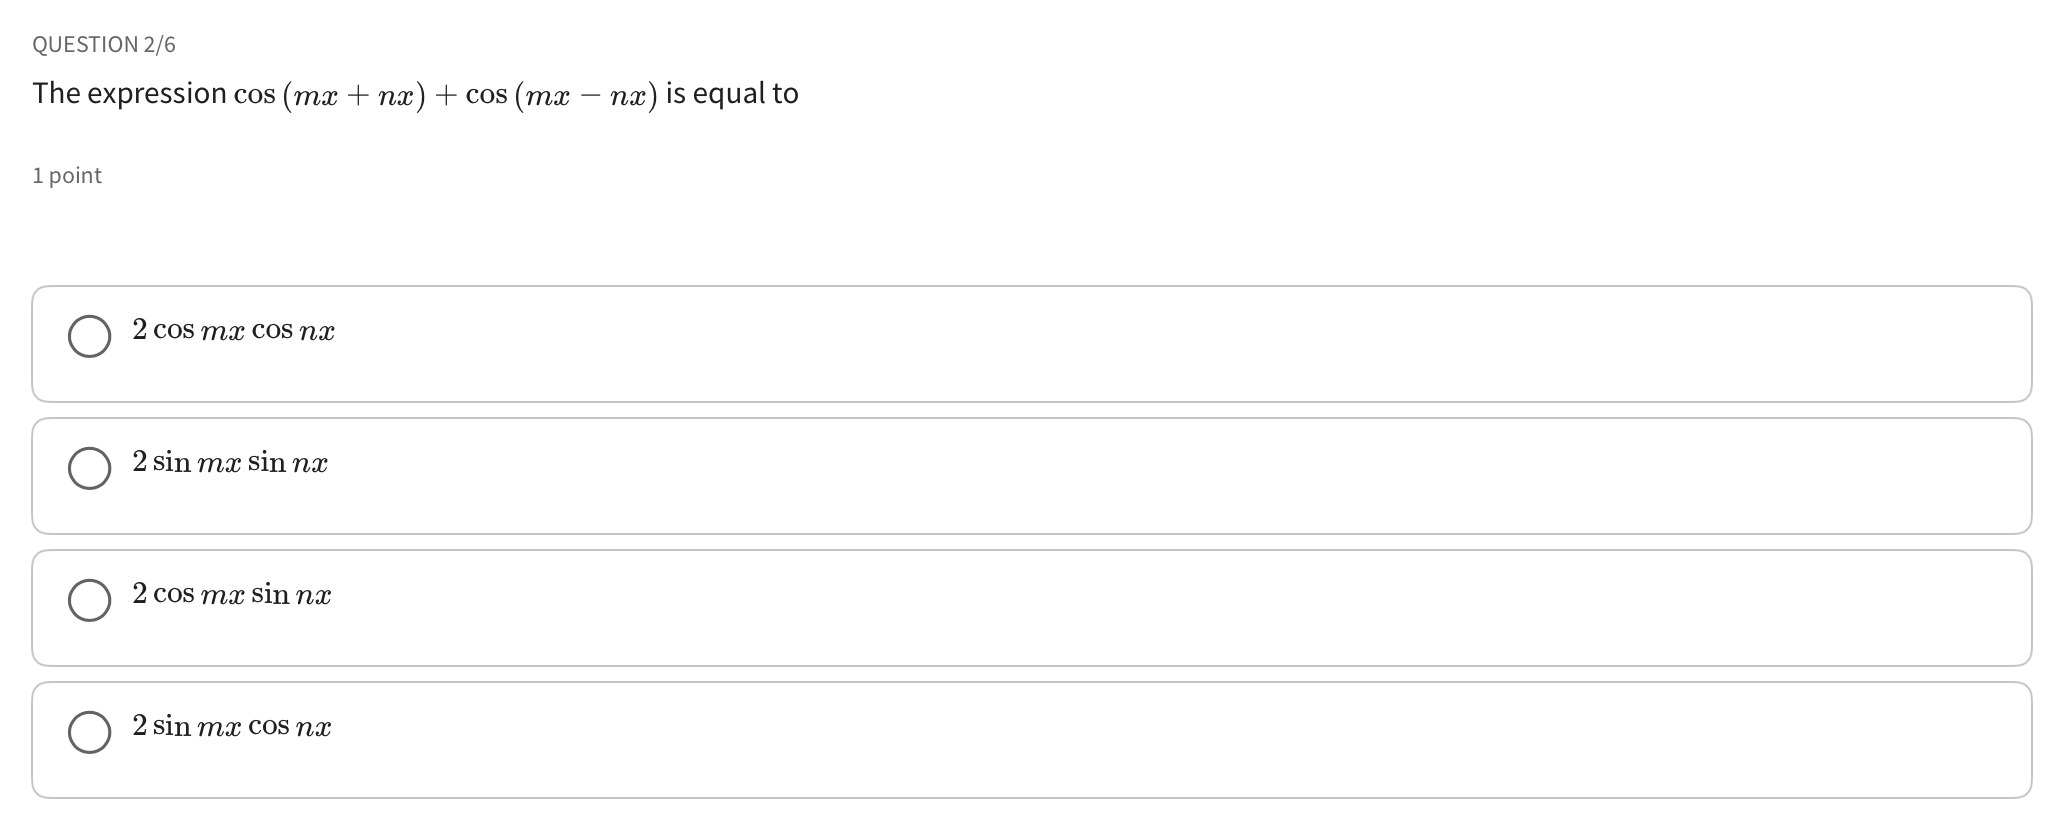 QUESTION 2/6
The expression cos (mx + nx) + cos (mx − nx) is equal to
1 point
2 cos mx cos nx
2 sin mx sin nx
2 cos mx sin nx
2 sin mx cos nx